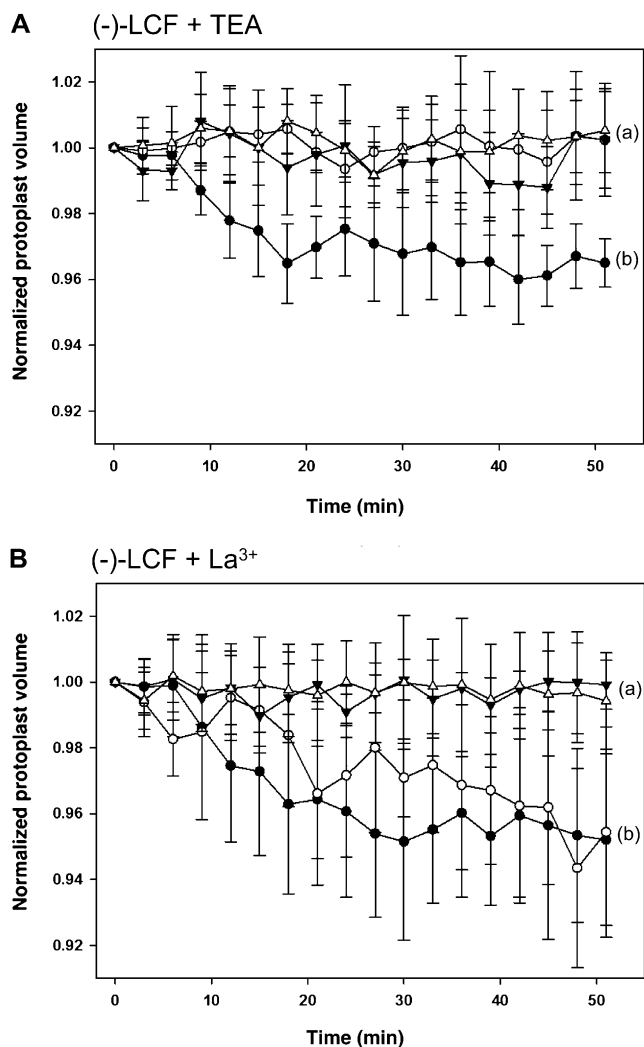 A (-)-LCF + TEA
Normalized protoplast volume
1.02
1.00
0.98
0.96
0.94
0.92
(a)
(b)
0 10 20 30 40 50
Time (min)
B (-)-LCF + La³⁺
Normalized protoplast volume
1.02
1.00
0.98
0.96
0.94
0.92
(a)
(b)
0 10 20 30 40 50
Time (min)